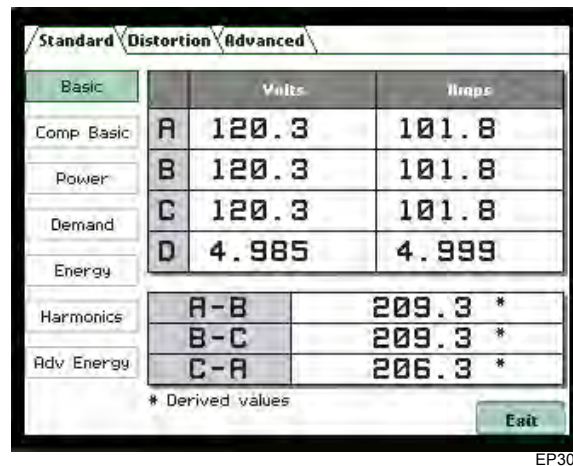 Standard Distortion Advanced
Basic
Comp Basic
Power
Demand
Energy
Harmonics
Adv Energy
Volts Amps
A 120.3 101.8
B 120.3 101.8
C 120.3 101.8
D 4.985 4.999
A-B 209.3 *
B-C 209.3 *
C-A 206.3 *
* Derived values
Exit
EP30